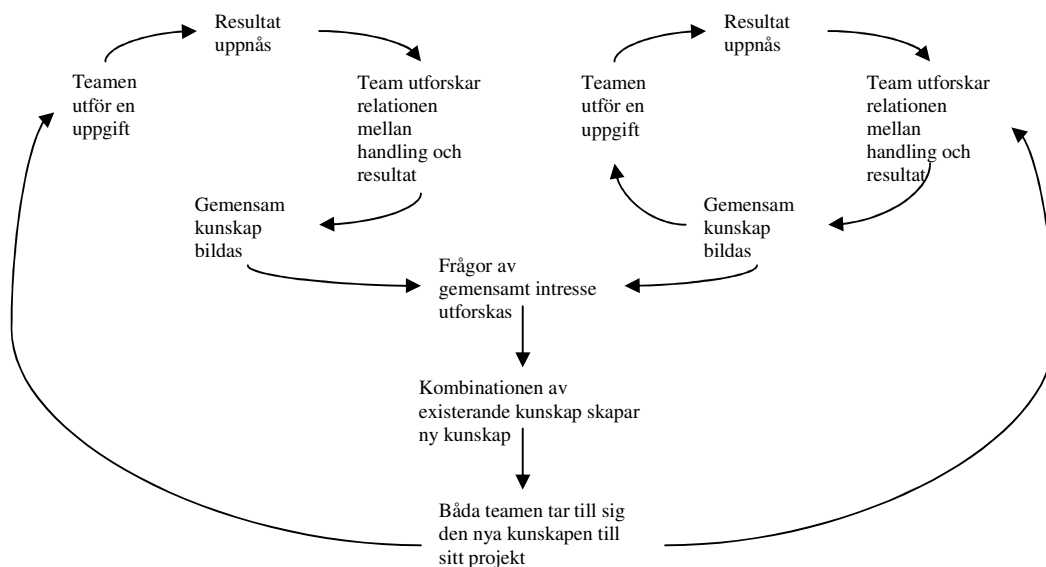 Resultat
uppnås
Teamen
utför en
uppgift
Team utforskar
relationen
mellan
handling och
resultat
Gemensam
kunskap
bildas
Resultat
uppnås
Teamen
utför en
uppgift
Team utforskar
relationen
mellan
handling och
resultat
Gemensam
kunskap
bildas
Frågor av
gemensamt intresse
utforskas
Kombinationen av
existerande kunskap skapar
ny kunskap
Båda teamen tar till sig
den nya kunskapen till
sitt projekt